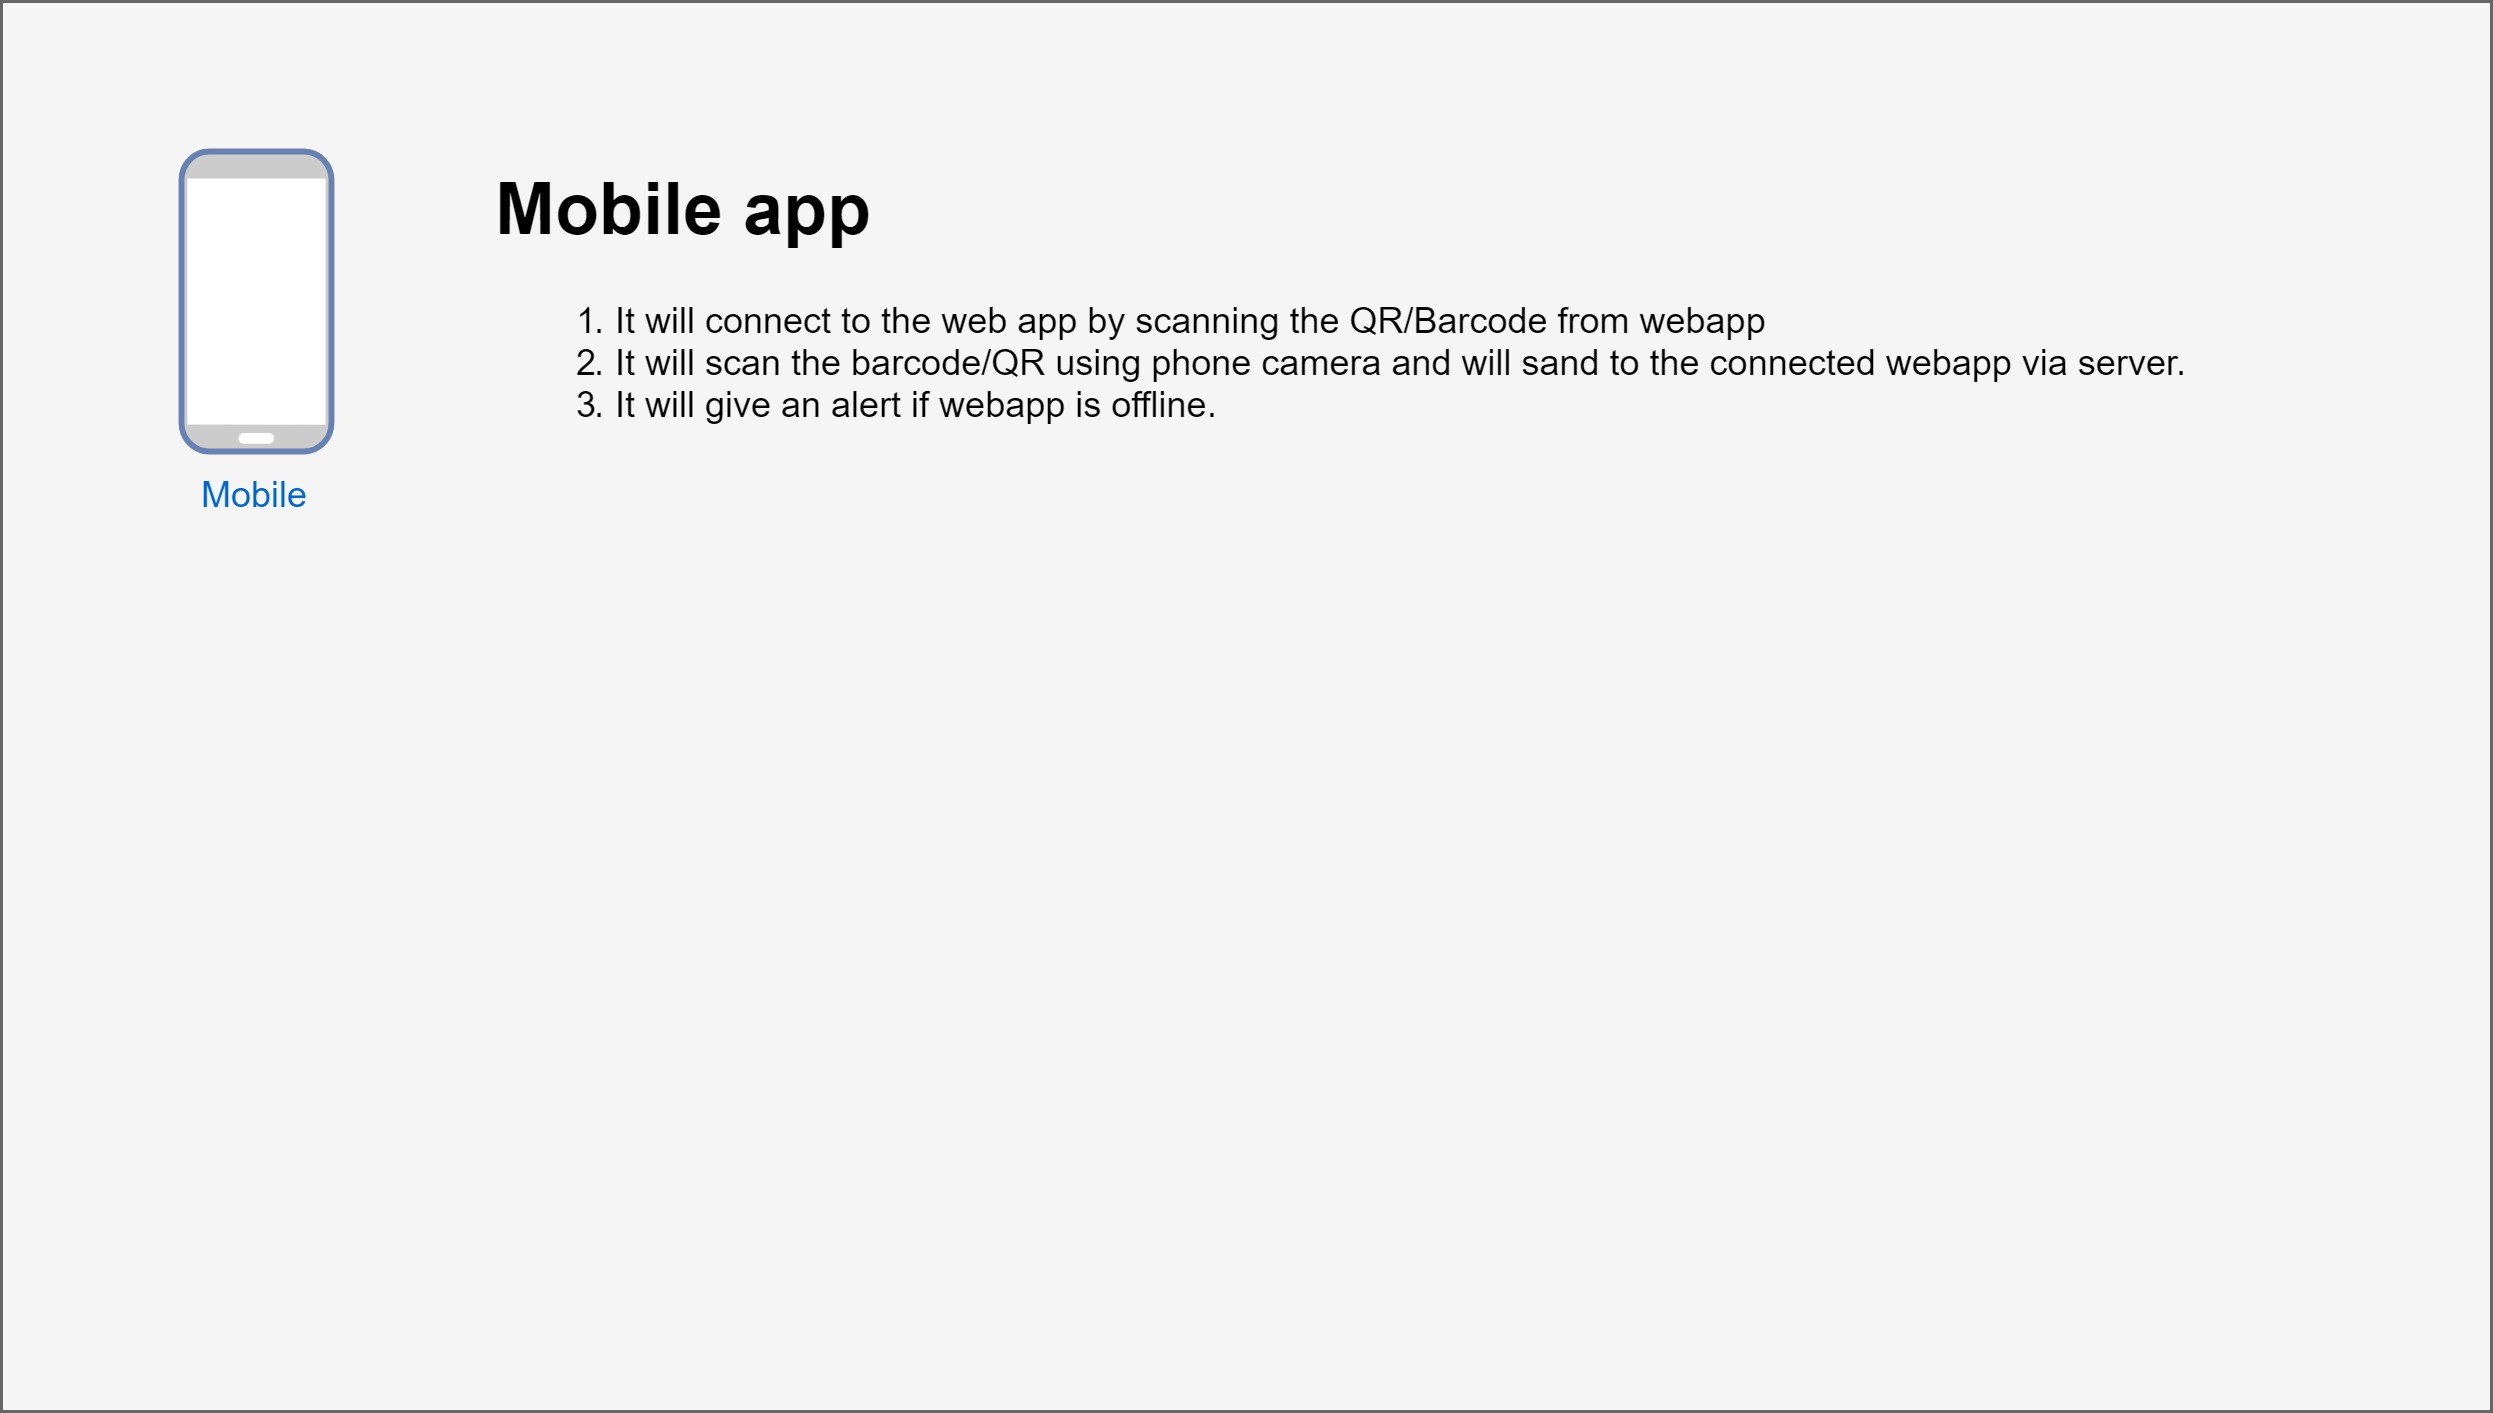 Mobile app
1. It will connect to the web app by scanning the QR/Barcode from webapp
2. It will scan the barcode/QR using phone camera and will sand to the connected webapp via server.
3. It will give an alert if webapp is offline.
Mobile